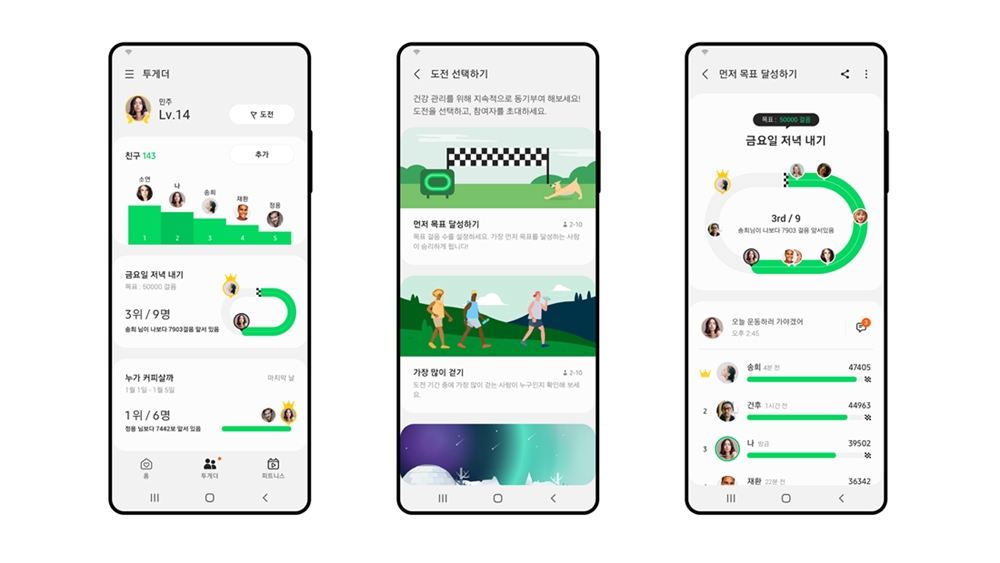 투게더
민주
Lv.14
도전
친구 143
추가
소연
나
송희
재환
정용
1
2
3
4
5
금요일 저녁 내기
목표 : 50000 걸음
3위 / 9명
송희 님이 나보다 7903걸음 앞서 있음
누가 커피살까
마지막 날
1월 1일 - 1월 5일
1위 / 6명
정용 님보다 7442보 앞서 있음
홈
투게더
피트니스
도전 선택하기
건강 관리를 위해 지속적으로 동기부여 해보세요!
도전을 선택하고, 참여자를 초대하세요.
먼저 목표 달성하기
2-10
목표 걸음 수를 설정하세요. 가장 먼저 목표를 달성하는 사람
이 승리하게 됩니다!
가장 많이 걷기
2-10
도전 기간 중에 가장 많이 걷는 사람이 누구인지 확인해 보세
요.
먼저 목표 달성하기
목표 : 50000 걸음
금요일 저녁 내기
3rd / 9
송희님이 나보다 7903 걸음 앞서있음
오늘 운동하러 가야겠어
오후 2:45
송희 4분 전
47405
2
건후 1시간 전
44963
3
나 방금
39502
재환 22분 전
36342